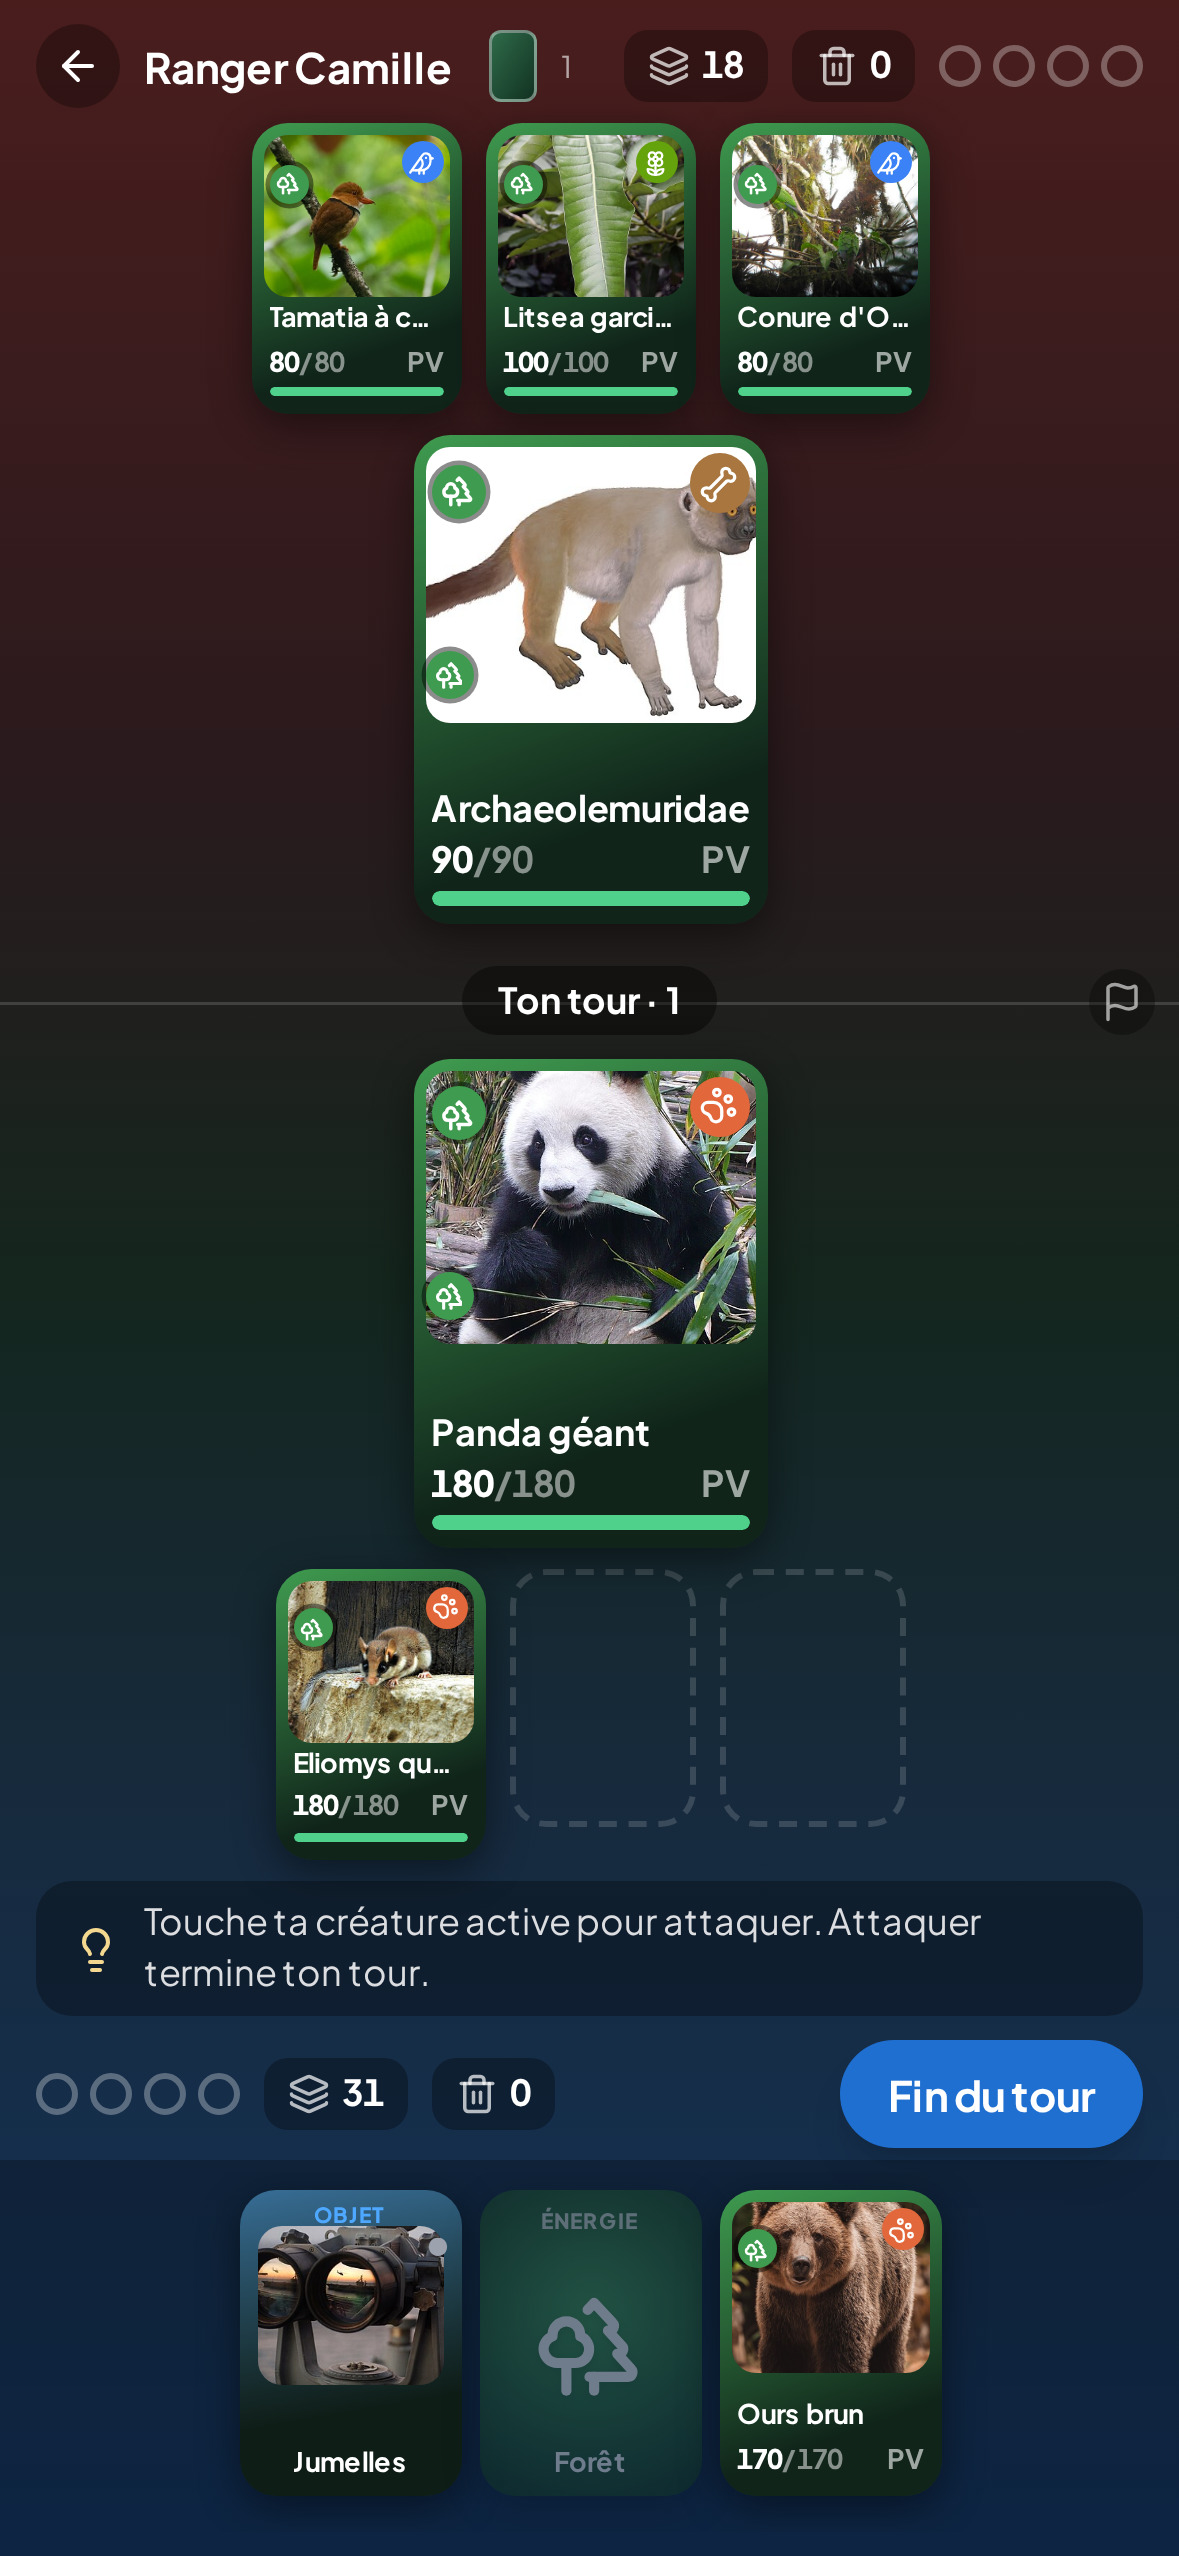 Ranger Camille
1
18
0
Tamatia à c...
80/80 PV
Litsea garci...
100/100 PV
Conure d'O...
80/80 PV
Archaeolemuridae
90/90 PV
Ton tour · 1
Panda géant
180/180 PV
Eliomys qu...
180/180 PV
Touche ta créature active pour attaquer. Attaquer
termine ton tour.
31
0
Fin du tour
OBJET
Jumelles
ÉNERGIE
Forêt
Ours brun
170/170 PV